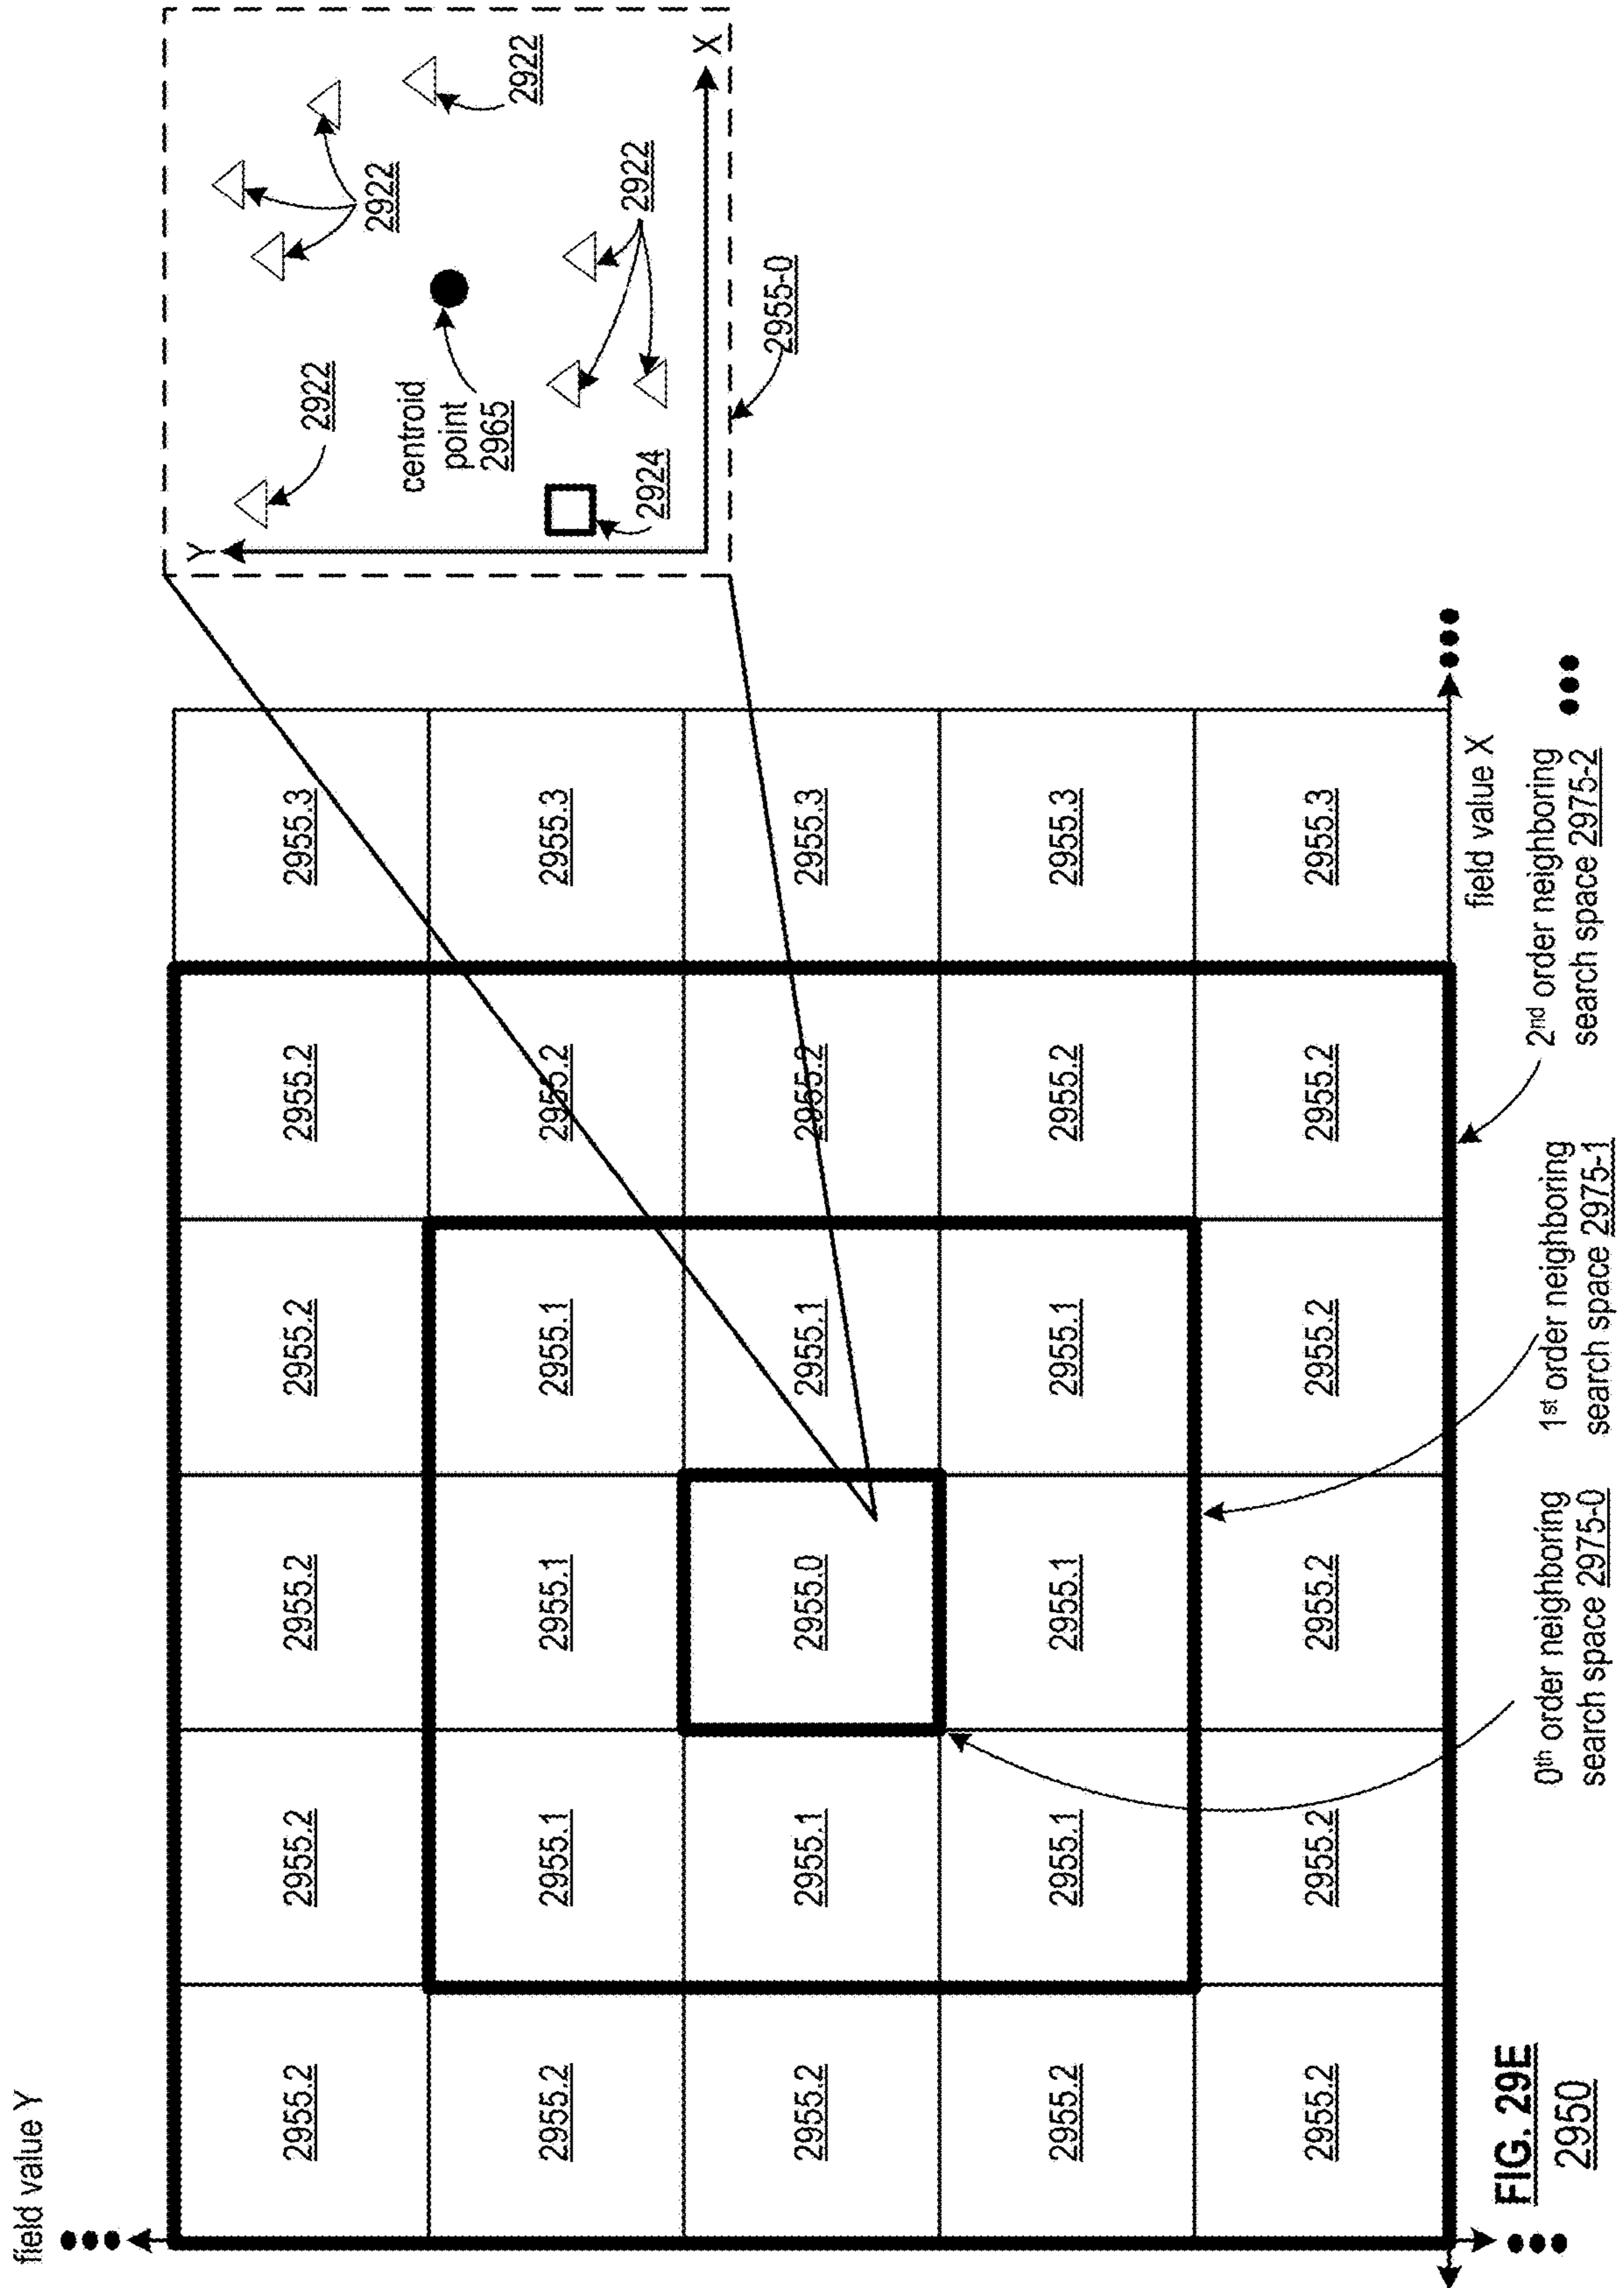 field value Y
2955.2 2955.2 2955.2 2955.2 2955.2 2955.3
2955.2 2955.1 2955.1 2955.1 2955.2 2955.3
2955.2 2955.1 2955.0 2955.1 2955.2 2955.3
2955.2 2955.1 2955.1 2955.1 2955.2 2955.3
2955.2 2955.2 2955.2 2955.2 2955.2 2955.3
field value X
Y
2922
2922
centroid
point
2965
2922
2922
2924
X
2955-0
0th order neighboring
search space 2975-0
1st order neighboring
search space 2975-1
2nd order neighboring
search space 2975-2
FIG. 29E
2950